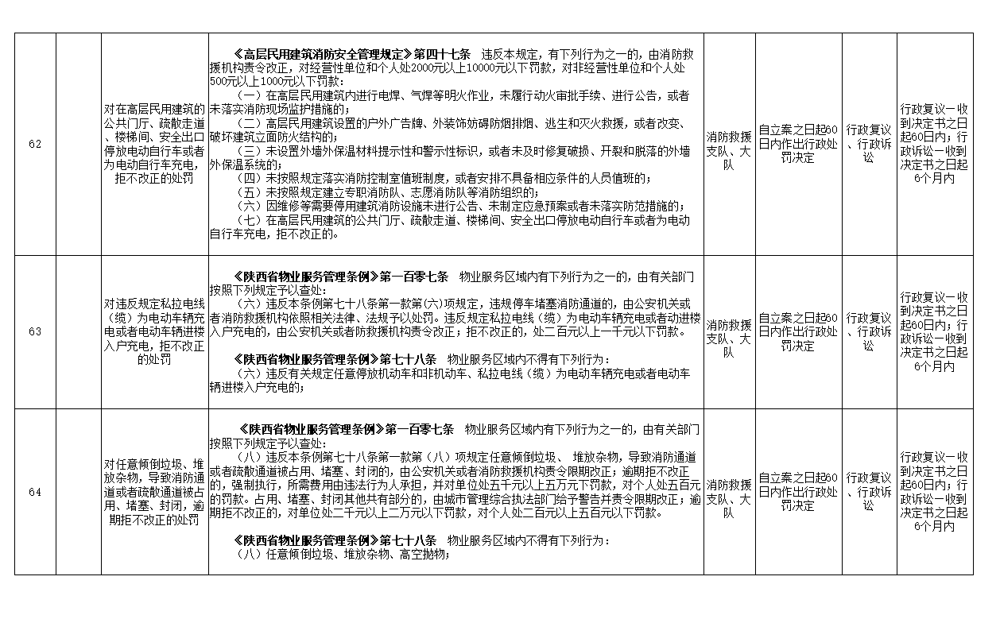 62
对在高层民用建筑的
公共门厅、疏散走道
、楼梯间、安全出口
停放电动自行车或者
为电动自行车充电，
拒不改正的处罚
《高层民用建筑消防安全管理规定》第四十七条 违反本规定，有下列行为之一的，由消防救
援机构责令改正，对经营性单位和个人处2000元以上10000元以下罚款，对非经营性单位和个人处
500元以上1000元以下罚款：
（一）在高层民用建筑内进行电焊、气焊等明火作业，未履行动火审批手续、进行公告，或者
未落实消防现场监护措施的；
（二）高层民用建筑设置的户外广告牌、外装饰妨碍防烟排烟、逃生和灭火救援，或者改变、
破坏建筑立面防火结构的；
（三）未设置外墙外保温材料提示性和警示性标识，或者未及时修复破损、开裂和脱落的外墙
外保温系统的；
（四）未按照规定落实消防控制室值班制度，或者安排不具备相应条件的人员值班的；
（五）未按照规定建立专职消防队、志愿消防队等消防组织的；
（六）因维修等需要停用建筑消防设施未进行公告、未制定应急预案或者未落实防范措施的；
（七）在高层民用建筑的公共门厅、疏散走道、楼梯间、安全出口停放电动自行车或者为电动
自行车充电，拒不改正的。
消防救援
支队、大
队
自立案之日起60
日内作出行政处
罚决定
行政复议
、行政诉
讼
行政复议—收
到决定书之日
起60日内；行
政诉讼—收到
决定书之日起
6个月内
63
对违反规定私拉电线
（缆）为电动车辆充
电或者电动车辆进楼
入户充电，拒不改正
的处罚
《陕西省物业服务管理条例》第一百零七条 物业服务区域内有下列行为之一的，由有关部门
按照下列规定予以查处：
（六）违反本条例第七十八条第一款第(六)项规定，违规停车堵塞消防通道的，由公安机关或
者消防救援机构依照相关法律、法规予以处罚。违反规定私拉电线（缆）为电动车辆充电或者动进楼
入户充电的，由公安机关或者防救援机构责令改正；拒不改正的，处二百元以上一千元以下罚款。
《陕西省物业服务管理条例》第七十八条 物业服务区域内不得有下列行为：
（六）违反有关规定任意停放机动车和非机动车、私拉电线（缆）为电动车辆充电或者电动车
辆进楼入户充电的；
消防救援
支队、大
队
自立案之日起60
日内作出行政处
罚决定
行政复议
、行政诉
讼
行政复议—收
到决定书之日
起60日内；行
政诉讼—收到
决定书之日起
6个月内
64
对任意倾倒垃圾、堆
放杂物，导致消防通
道或者疏散通道被占
用、堵塞、封闭，逾
期拒不改正的处罚
《陕西省物业服务管理条例》第一百零七条 物业服务区域内有下列行为之一的，由有关部门
按照下列规定予以查处：
（八）违反本条例第七十八条第一款第（八）项规定任意倾倒垃圾、 堆放杂物，导致消防通道
或者疏散通道被占用、堵塞、封闭的，由公安机关或者消防救援机构责令限期改正；逾期拒不改正
的，强制执行，所需费用由违法行为人承担，并对单位处五千元以上五万元下罚款，对个人处五百元
的罚款。占用、堵塞、封闭其他共有部分的，由城市管理综合执法部门给予警告并责令限期改正；逾
期拒不改正的，对单位处二千元以上二万元以下罚款，对个人处二百元以上五百元以下罚款。
《陕西省物业服务管理条例》第七十八条 物业服务区域内不得有下列行为：
（八）任意倾倒垃圾、堆放杂物、高空抛物；
消防救援
支队、大
队
自立案之日起60
日内作出行政处
罚决定
行政复议
、行政诉
讼
行政复议—收
到决定书之日
起60日内；行
政诉讼—收到
决定书之日起
6个月内